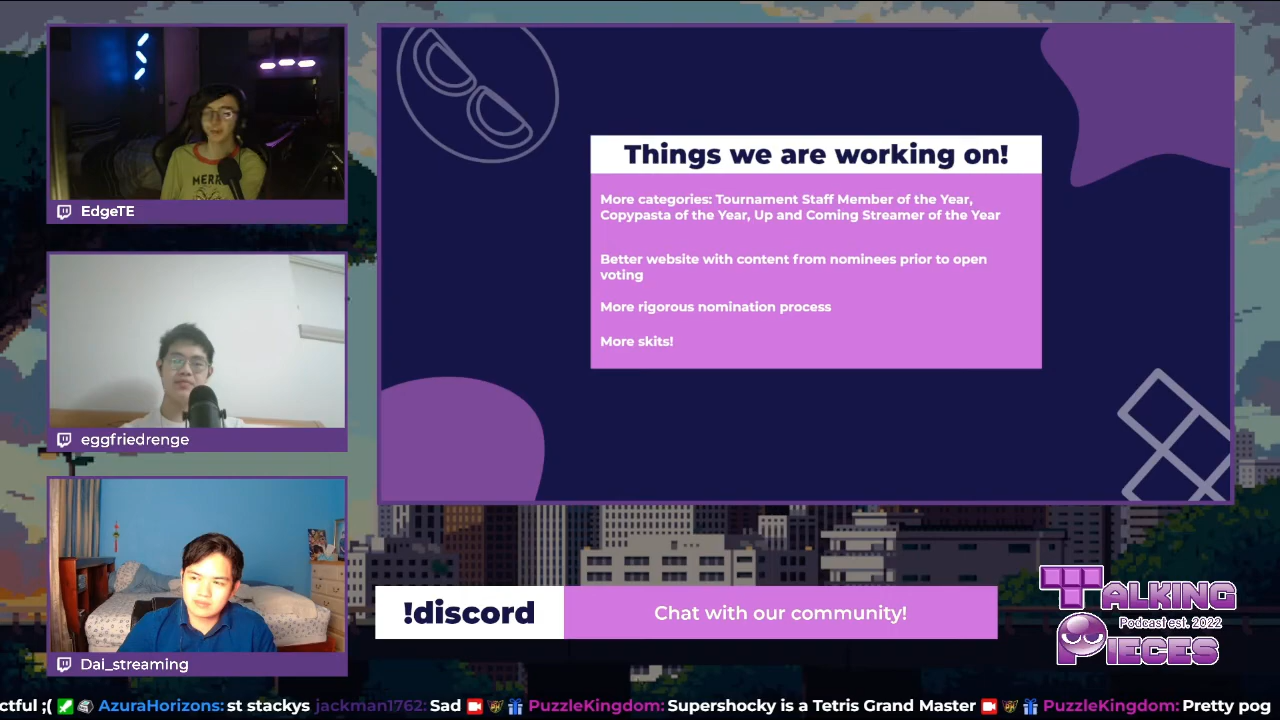 EdgeTE
eggfriedrenge
Dai_streaming
Things we are working on!
More categories: Tournament Staff Member of the Year,
Copypasta of the Year, Up and Coming Streamer of the Year
Better website with content from nominees prior to open
voting
More rigorous nomination process
More skits!
!discord
Chat with our community!
TALKING
Podcast est. 2022
PIECES
ctful ;( AzuraHorizons: st stackys jackman1762: Sad PuzzleKingdom: Supershocky is a Tetris Grand Master PuzzleKingdom: Pretty pog